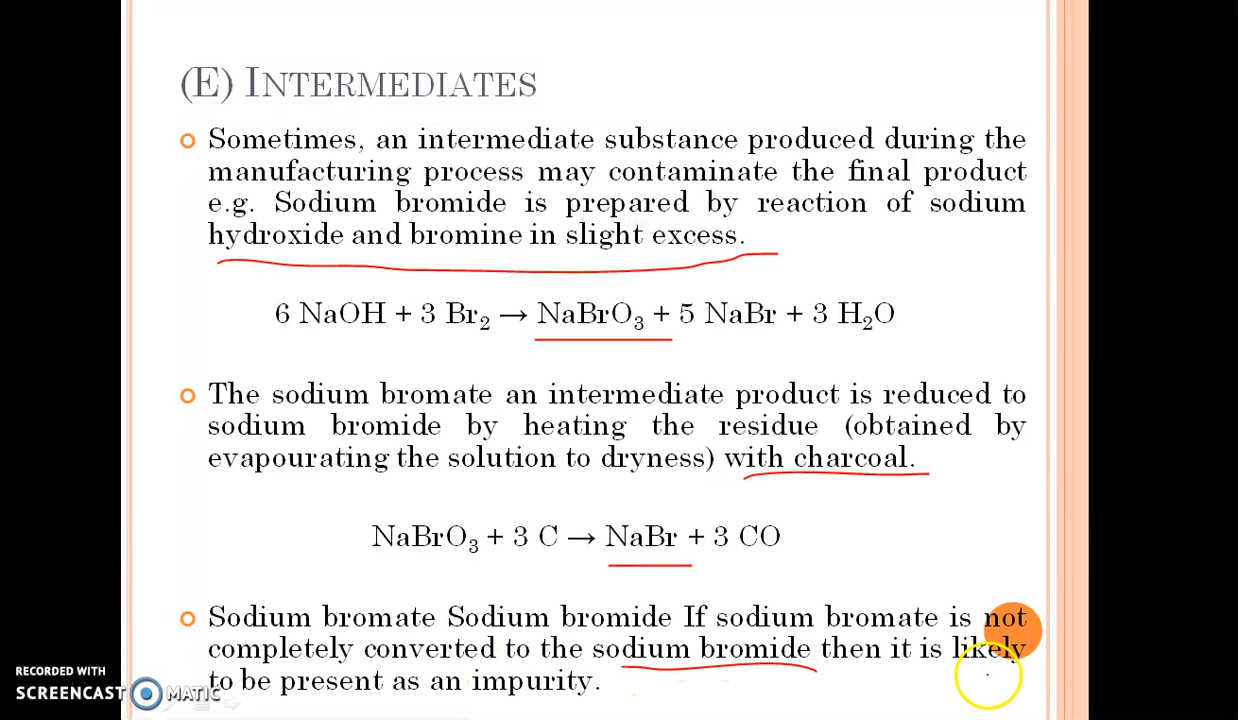 (E) INTERMEDIATES
Sometimes, an intermediate substance produced during the
manufacturing process may contaminate the final product
e.g. Sodium bromide is prepared by reaction of sodium
hydroxide and bromine in slight excess.
6 NaOH + 3 Br₂ → NaBrO₃ + 5 NaBr + 3 H₂O
The sodium bromate an intermediate product is reduced to
sodium bromide by heating the residue (obtained by
evapourating the solution to dryness) with charcoal.
NaBrO₃ + 3 C → NaBr + 3 CO
Sodium bromate Sodium bromide If sodium bromate is not
completely converted to the sodium bromide then it is likely
to be present as an impurity.
RECORDED WITH
SCREENCAST MATIC